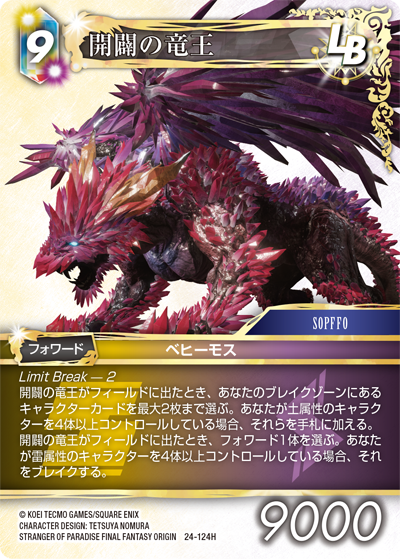 9
開闢の竜王
LB
SOPFFO
フォワード
ベヒーモス
Limit Break — 2
開闢の竜王がフィールドに出たとき、あなたのブレイクゾーンにある
キャラクターカードを最大2枚まで選ぶ。あなたが土属性のキャラク
ターを4体以上コントロールしている場合、それらを手札に加える。
開闢の竜王がフィールドに出たとき、フォワード1体を選ぶ。あなた
が雷属性のキャラクターを4体以上コントロールしている場合、それ
をブレイクする。
© KOEI TECMO GAMES/SQUARE ENIX
CHARACTER DESIGN: TETSUYA NOMURA
STRANGER OF PARADISE FINAL FANTASY ORIGIN 24-124H
9000